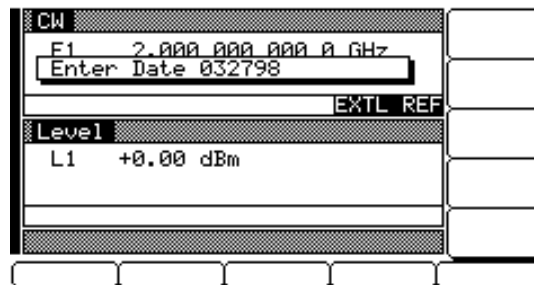 CW
F1 2.000 000 000 0 GHz
Enter Date 032798
EXTL REF
Level
L1 +0.00 dBm